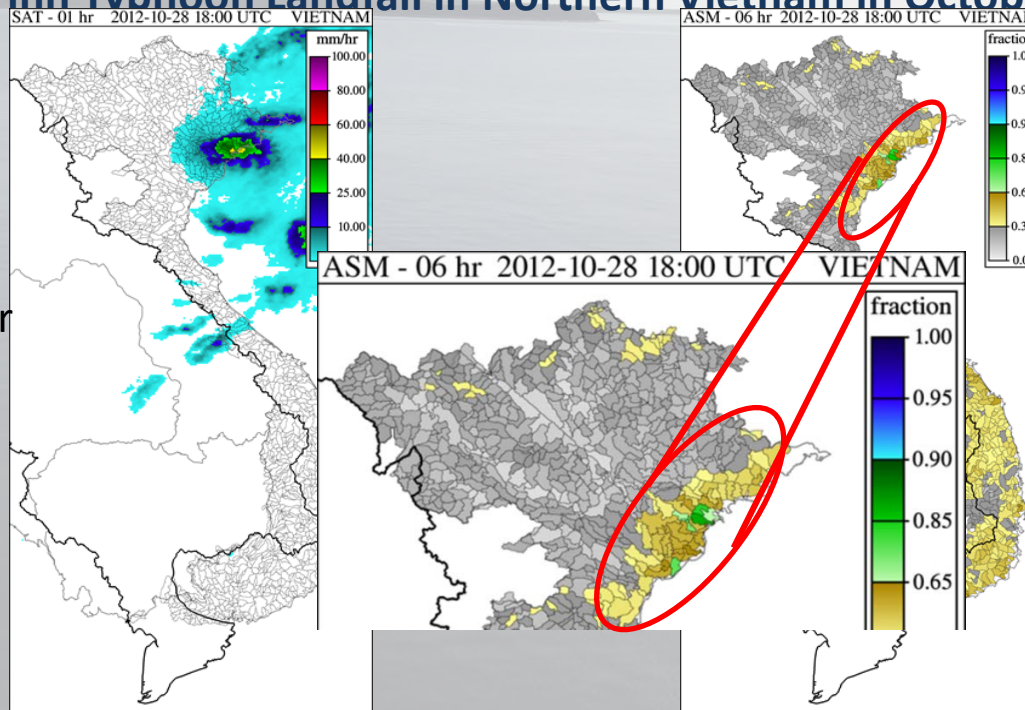 Typhoon Landfall in Northern Vietnam in Octob
SAT - 01 hr 2012-10-28 18:00 UTC VIETNAM
mm/hr
100.00
80.00
60.00
40.00
25.00
10.00
r
ASM - 06 hr 2012-10-28 18:00 UTC VIETN
fraction
1.0
0.9
0.9
0.8
0.6
0.3
0.0
ASM - 06 hr 2012-10-28 18:00 UTC VIETNAM
fraction
1.00
0.95
0.90
0.85
0.65